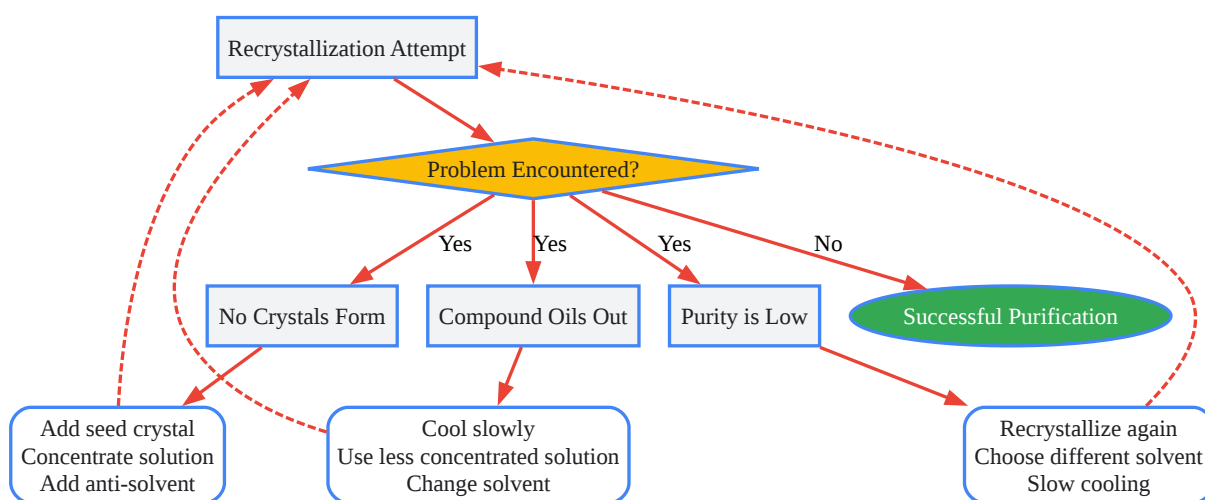 Recrystallization Attempt
Problem Encountered?
Yes
Yes
Yes
No
No Crystals Form
Compound Oils Out
Purity is Low
Successful Purification
Add seed crystal
Concentrate solution
Add anti-solvent
Cool slowly
Use less concentrated solution
Change solvent
Recrystallize again
Choose different solvent
Slow cooling